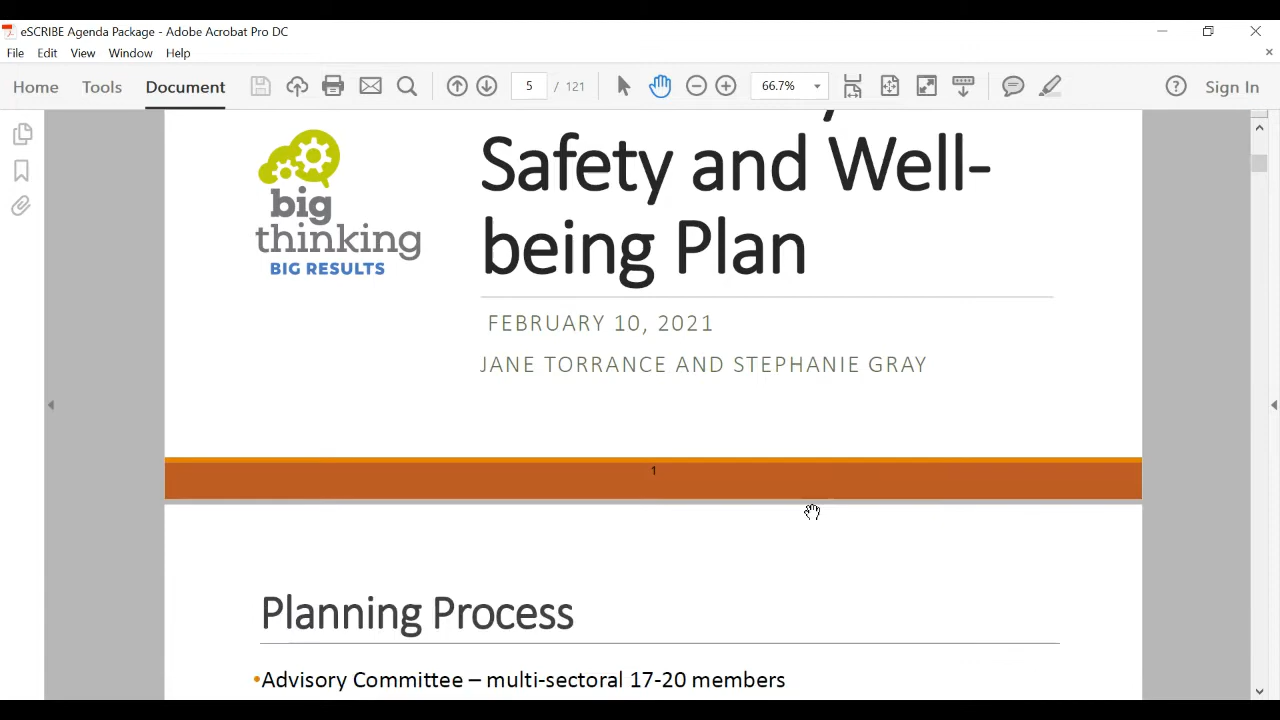 eSCRIBE Agenda Package - Adobe Acrobat Pro DC
File Edit View Window Help
Home Tools Document 5 / 121 66.7% Sign In
big
thinking
BIG RESULTS
Safety and Well-
being Plan
FEBRUARY 10, 2021
JANE TORRANCE AND STEPHANIE GRAY
1
Planning Process
•Advisory Committee – multi-sectoral 17-20 members